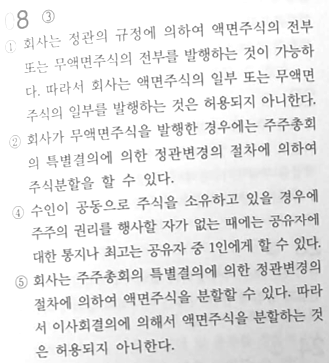 08 ③
① 회사는 정관의 규정에 의하여 액면주식의 전부
또는 무액면주식의 전부를 발행하는 것이 가능하
다. 따라서 회사는 액면주식의 일부 또는 무액면
주식의 일부를 발행하는 것은 허용되지 아니한다.
② 회사가 무액면주식을 발행한 경우에는 주주총회
의 특별결의에 의한 정관변경의 절차에 의하여
주식분할을 할 수 있다.
④ 수인이 공동으로 주식을 소유하고 있을 경우에
주주의 권리를 행사할 자가 없는 때에는 공유자에
대한 통지나 최고는 공유자 중 1인에게 할 수 있다.
⑤ 회사는 주주총회의 특별결의에 의한 정관변경의
절차에 의하여 액면주식을 분할할 수 있다. 따라
서 이사회결의에 의해서 액면주식을 분할하는 것
은 허용되지 아니한다.